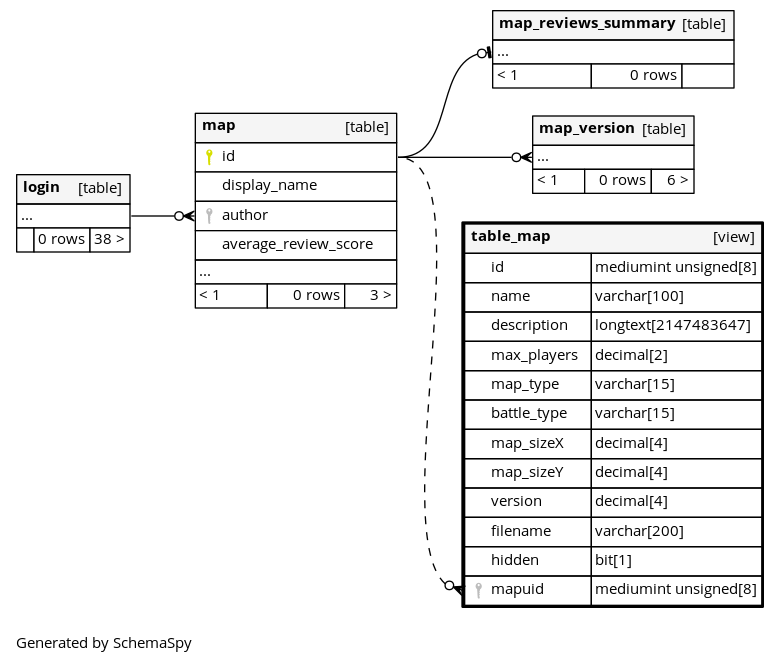 map_reviews_summary [table]
...
< 1 0 rows
map [table]
id
display_name
author
average_review_score
...
< 1 0 rows 3 >
map_version [table]
...
< 1 0 rows 6 >
login [table]
...
0 rows 38 >
table_map [view]
id mediumint unsigned[8]
name varchar[100]
description longtext[2147483647]
max_players decimal[2]
map_type varchar[15]
battle_type varchar[15]
map_sizeX decimal[4]
map_sizeY decimal[4]
version decimal[4]
filename varchar[200]
hidden bit[1]
mapuid mediumint unsigned[8]
Generated by SchemaSpy